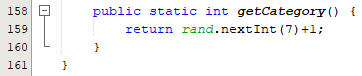 158 public static int getCategory() {
159 return rand.nextInt(7)+1;
160 }
161 }